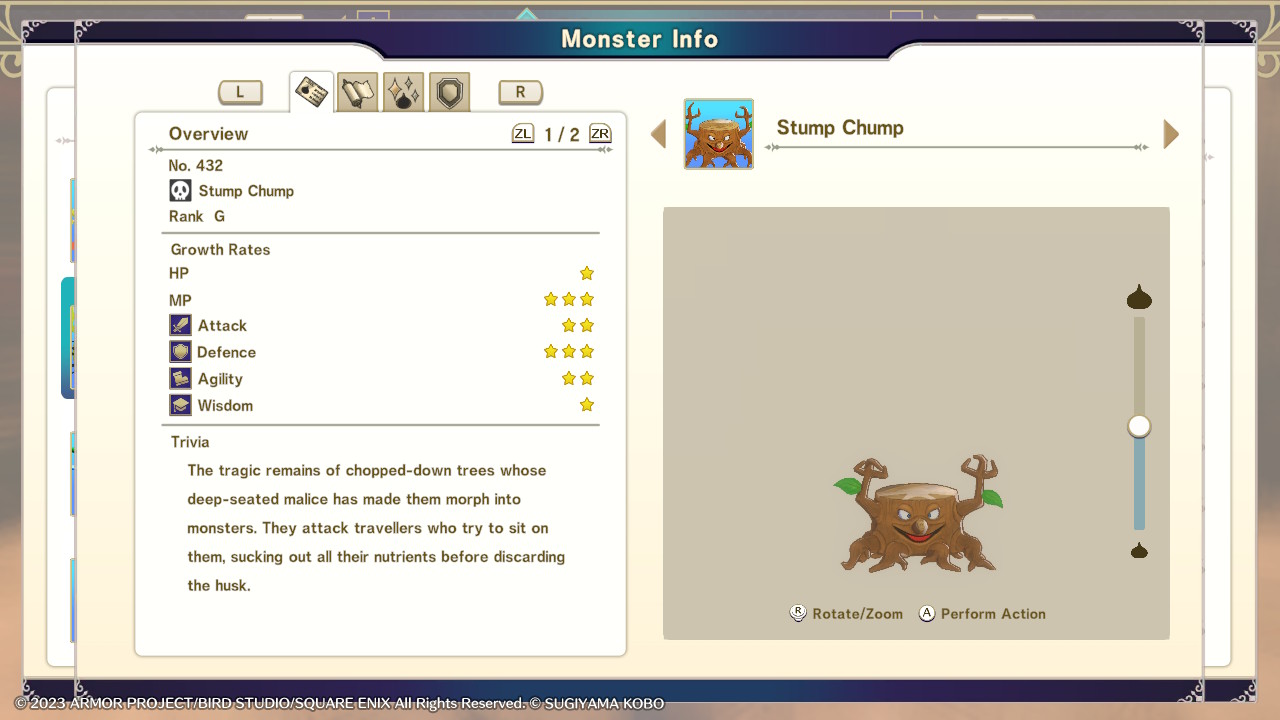 Monster Info
L
R
Overview
ZL 1 / 2 ZR
No. 432
Stump Chump
Rank G
Growth Rates
HP
MP
Attack
Defence
Agility
Wisdom
Trivia
The tragic remains of chopped-down trees whose
deep-seated malice has made them morph into
monsters. They attack travellers who try to sit on
them, sucking out all their nutrients before discarding
the husk.
Stump Chump
R Rotate/Zoom A Perform Action
© 2023 ARMOR PROJECT/BIRD STUDIO/SQUARE ENIX All Rights Reserved. © SUGIYAMA KOBO